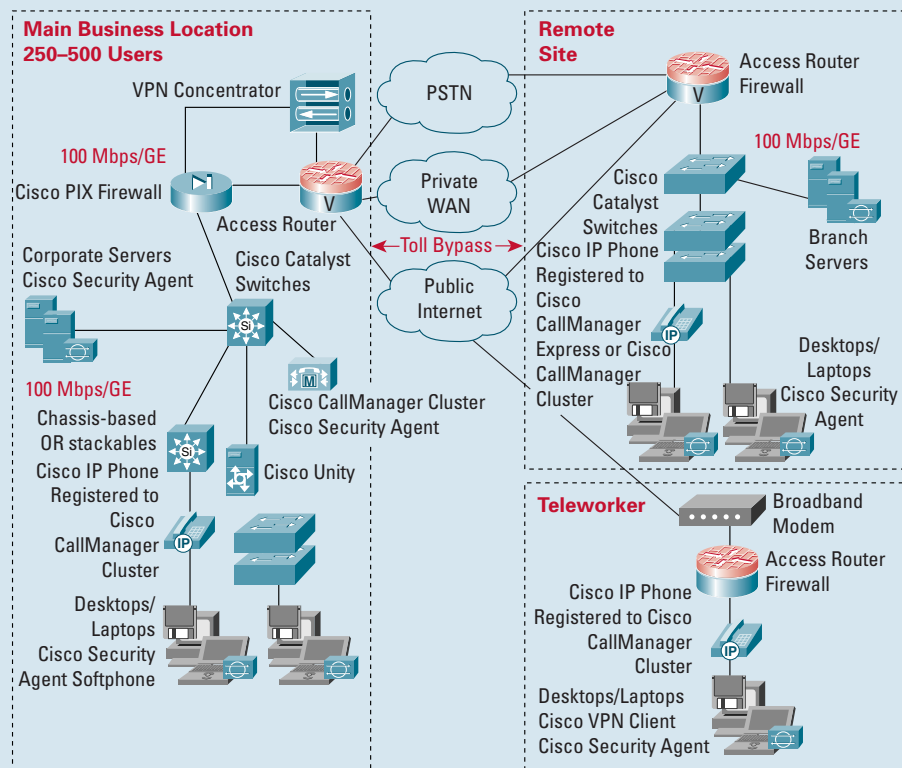 Main Business Location
250–500 Users
VPN Concentrator
100 Mbps/GE
Cisco PIX Firewall
Access Router
V
Corporate Servers
Cisco Security Agent
Cisco Catalyst
Switches
Si
100 Mbps/GE
M
Cisco CallManager Cluster
Cisco Security Agent
Chassis-based
OR stackables
Si
Cisco Unity
Cisco IP Phone
Registered to
Cisco
CallManager
Cluster
IP
Desktops/
Laptops
Cisco Security
Agent Softphone
PSTN
Private
WAN
Toll Bypass
Public
Internet
Remote
Site
Access Router
Firewall
V
100 Mbps/GE
Cisco
Catalyst
Switches
Branch
Servers
Cisco IP Phone
Registered to
Cisco
CallManager
Express or Cisco
CallManager
Cluster
IP
Desktops/
Laptops
Cisco Security
Agent
Teleworker
Broadband
Modem
Access Router
Firewall
Cisco IP Phone
Registered to Cisco
CallManager
Cluster
IP
Desktops/Laptops
Cisco VPN Client
Cisco Security Agent